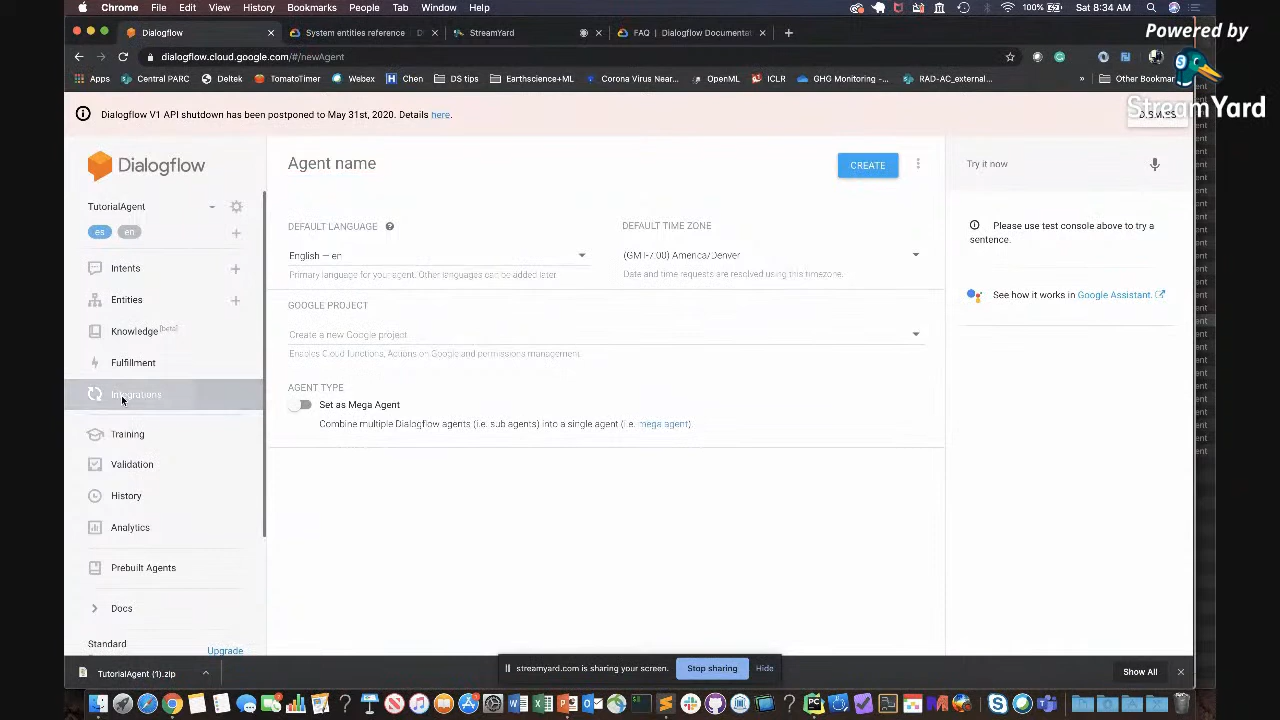 Chrome File Edit View History Bookmarks People Tab Window Help 100% Sat 8:34 AM
Powered by
StreamYard
Dialogflow
System entities reference
StreamYard
FAQ | Dialogflow Documentat
dialogflow.cloud.google.com/#/newAgent
Apps Central PARC Deltek TomatoTimer Webex Chen DS tips Earthscience+ML Corona Virus Near... OpenML ICLR GHG Monitoring -... RAD-AC_external... » Other Bookmar
Dialogflow V1 API shutdown has been postponed to May 31st, 2020. Details here.
Dialogflow
TutorialAgent
es en
Intents
Entities
Knowledge [beta]
Fulfillment
Integrations
Training
Validation
History
Analytics
Prebuilt Agents
Docs
Standard
Upgrade
Agent name
CREATE
DEFAULT LANGUAGE
English – en
Primary language for your agent. Other languages can be added later.
DEFAULT TIME ZONE
(GMT-7:00) America/Denver
Date and time requests are resolved using this timezone.
GOOGLE PROJECT
Create a new Google project
Enables Cloud functions, Actions on Google and permissions management.
AGENT TYPE
Set as Mega Agent
Combine multiple Dialogflow agents (i.e. sub agents) into a single agent (i.e. mega agent)
Try it now
Please use test console above to try a
sentence.
See how it works in Google Assistant.
streamyard.com is sharing your screen.
Stop sharing
Hide
TutorialAgent (1).zip
Show All